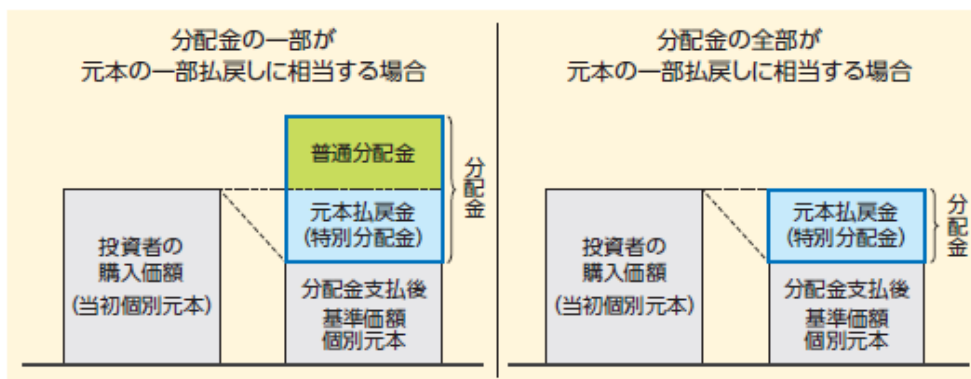 分配金の一部が
元本の一部払戻しに相当する場合
普通分配金
元本払戻金
(特別分配金)
分配金
投資者の
購入価額
(当初個別元本)
分配金支払後
基準価額
個別元本
分配金の全部が
元本の一部払戻しに相当する場合
元本払戻金
(特別分配金)
分配金
投資者の
購入価額
(当初個別元本)
分配金支払後
基準価額
個別元本